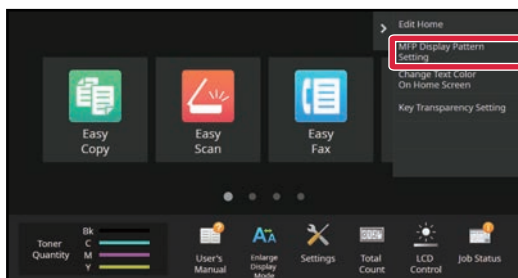 Edit Home
MFP Display Pattern
Setting
Change Text Color
On Home Screen
Key Transparency Setting
Easy
Copy
Easy
Scan
Easy
Fax
Toner
Quantity
Bk
C
M
Y
User's
Manual
AA
Enlarge
Display
Mode
Settings
Total
Count
LCD
Control
Job Status